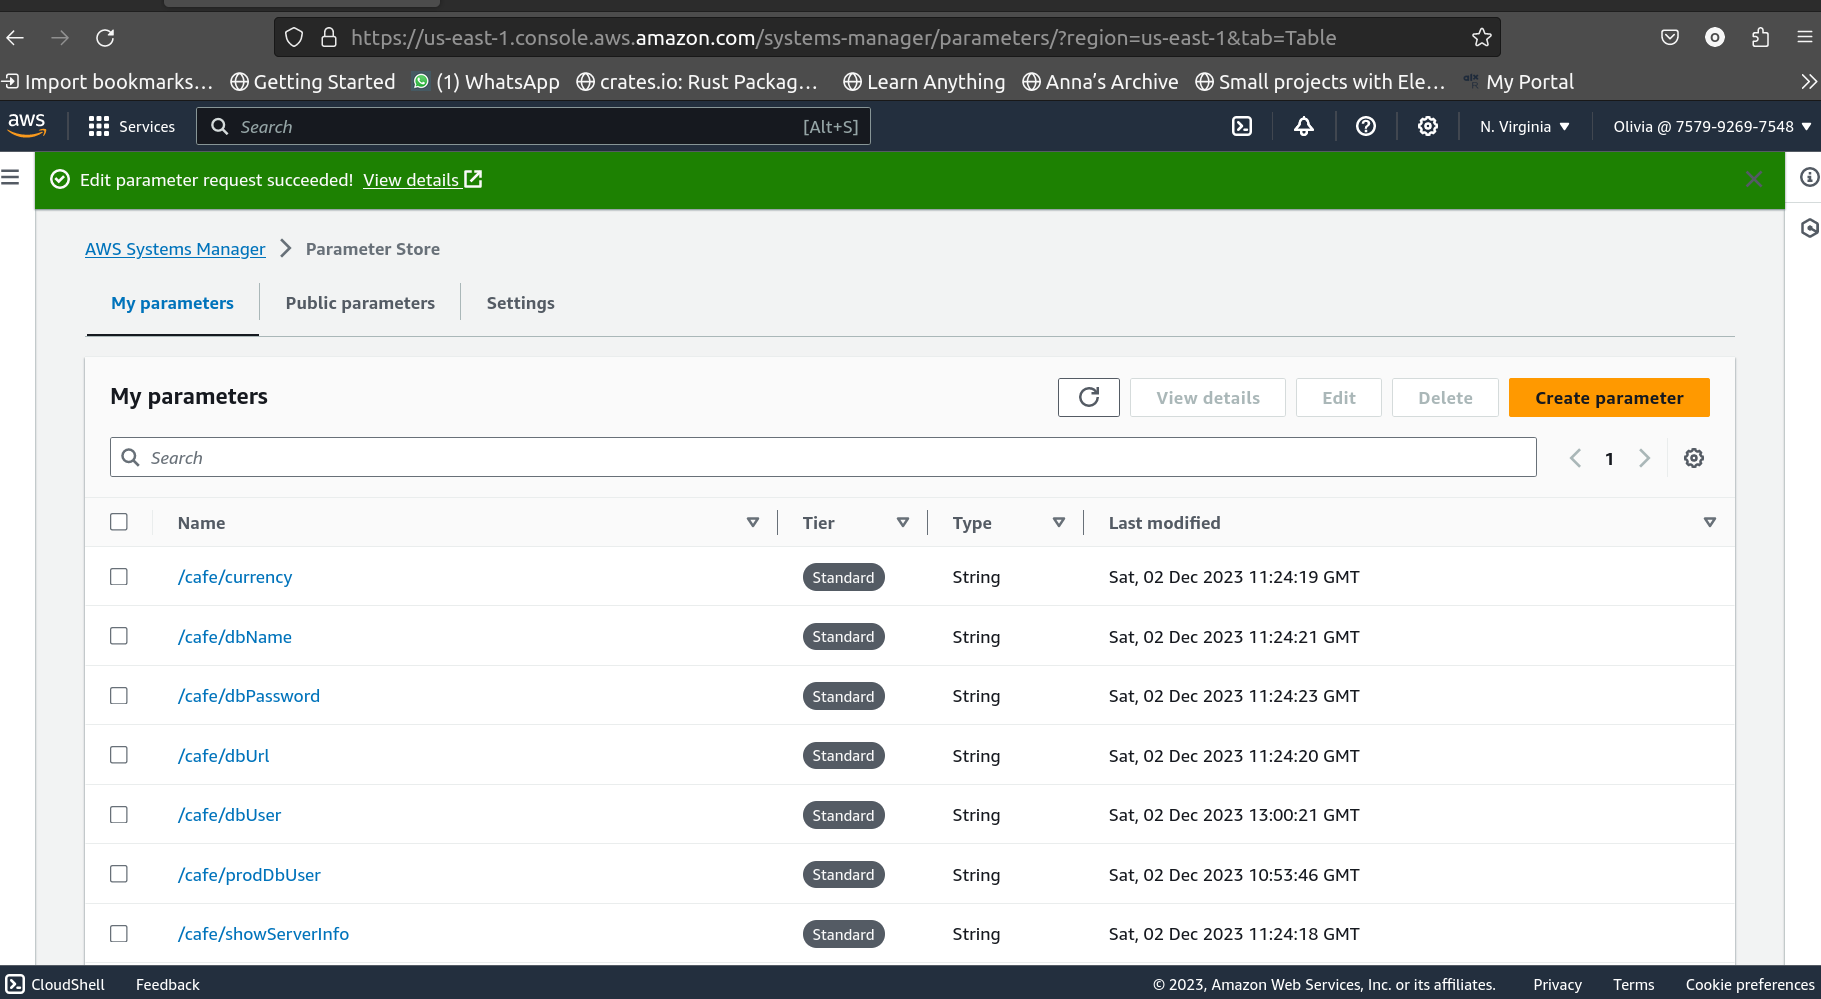 https://us-east-1.console.aws.amazon.com/systems-manager/parameters/?region=us-east-1&tab=Table
O
Import bookmarks... Getting Started (1) WhatsApp crates.io: Rust Packag... Learn Anything Anna’s Archive Small projects with Ele... alx My Portal
aws Services Search [Alt+S] N. Virginia Olivia @ 7579-9269-7548
Edit parameter request succeeded! View details
AWS Systems Manager Parameter Store
My parameters Public parameters Settings
My parameters View details Edit Delete Create parameter
Search 1
Name Tier Type Last modified
/cafe/currency Standard String Sat, 02 Dec 2023 11:24:19 GMT
/cafe/dbName Standard String Sat, 02 Dec 2023 11:24:21 GMT
/cafe/dbPassword Standard String Sat, 02 Dec 2023 11:24:23 GMT
/cafe/dbUrl Standard String Sat, 02 Dec 2023 11:24:20 GMT
/cafe/dbUser Standard String Sat, 02 Dec 2023 13:00:21 GMT
/cafe/prodDbUser Standard String Sat, 02 Dec 2023 10:53:46 GMT
/cafe/showServerInfo Standard String Sat, 02 Dec 2023 11:24:18 GMT
CloudShell Feedback © 2023, Amazon Web Services, Inc. or its affiliates. Privacy Terms Cookie preferences